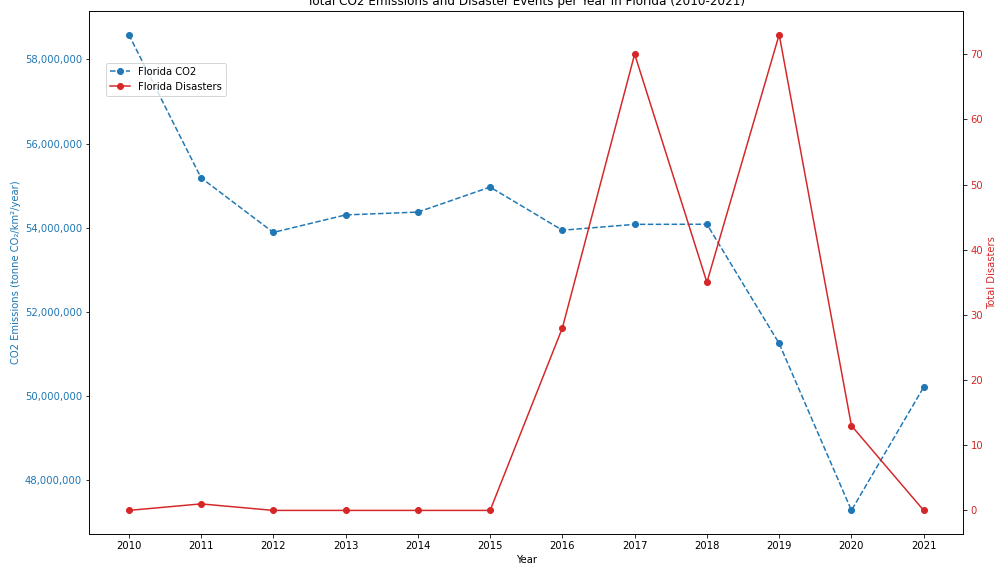 Total CO2 Emissions and Disaster Events per Year in Florida (2010-2021)
58,000,000
56,000,000
54,000,000
52,000,000
50,000,000
48,000,000
CO2 Emissions (tonne CO₂/km²/year)
Florida CO2
Florida Disasters
70
60
50
40
30
20
10
0
Total Disasters
2010 2011 2012 2013 2014 2015 2016 2017 2018 2019 2020 2021
Year